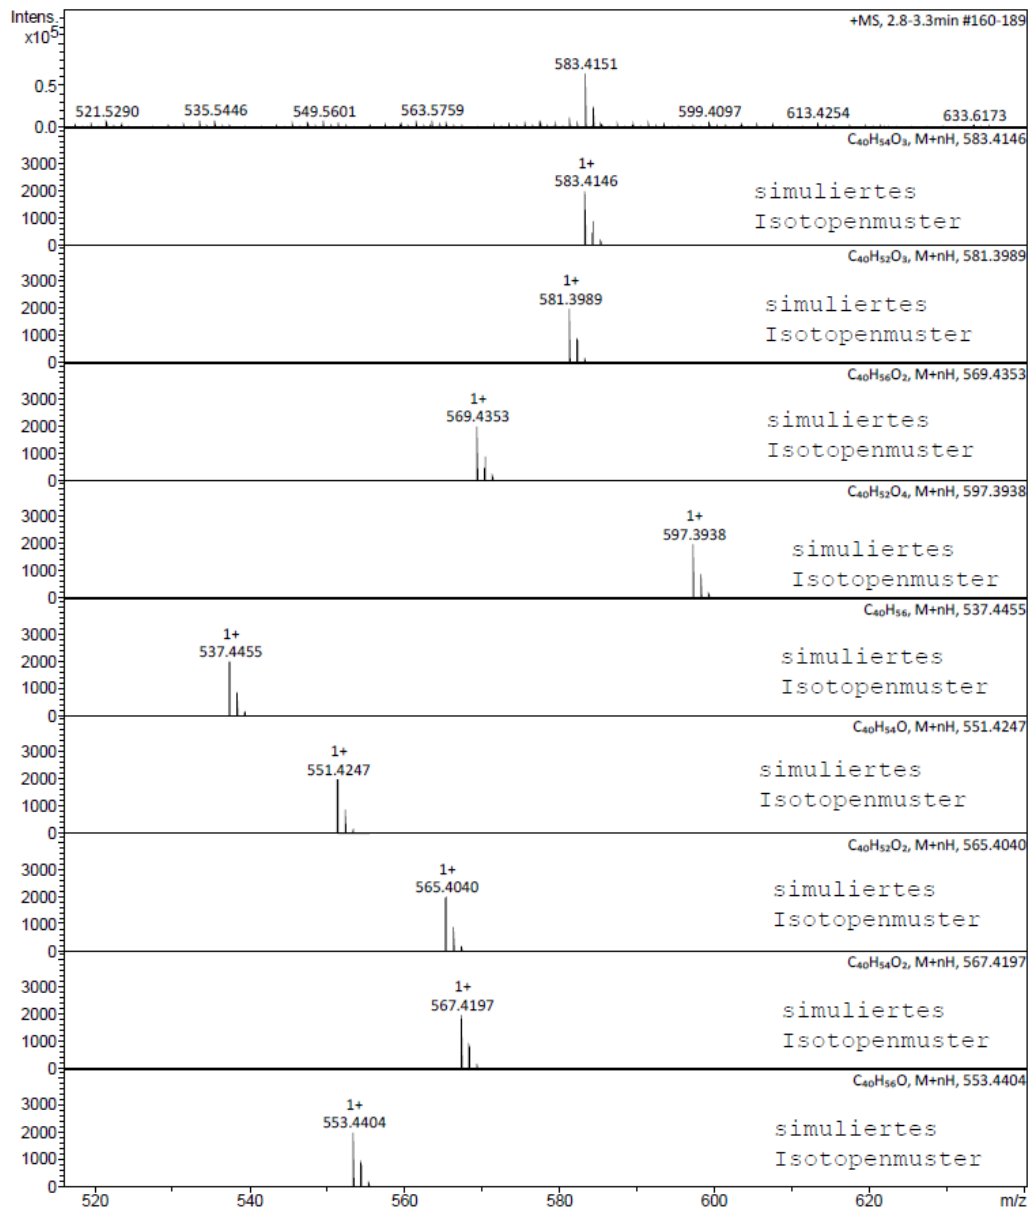 Intens.
x10⁵
+MS, 2.8-3.3min #160-189
583.4151
0.5
521.5290 535.5446 549.5601 563.5759 599.4097 613.4254 633.6173
0.0
C₄₀H₅₄O₃, M+nH, 583.4146
1+
3000
583.4146
2000
simuliertes
1000
Isotopenmuster
0
C₄₀H₅₂O₃, M+nH, 581.3989
1+
3000
581.3989
2000
simuliertes
1000
Isotopenmuster
0
C₄₀H₅₆O₂, M+nH, 569.4353
1+
3000
569.4353
2000
simuliertes
1000
Isotopenmuster
0
C₄₀H₅₂O₄, M+nH, 597.3938
1+
3000
597.3938
2000
simuliertes
1000
Isotopenmuster
0
C₄₀H₅₆, M+nH, 537.4455
1+
3000
537.4455
2000
simuliertes
1000
Isotopenmuster
0
C₄₀H₅₄O, M+nH, 551.4247
1+
3000
551.4247
2000
simuliertes
1000
Isotopenmuster
0
C₄₀H₅₂O₂, M+nH, 565.4040
1+
3000
565.4040
2000
simuliertes
1000
Isotopenmuster
0
C₄₀H₅₄O₂, M+nH, 567.4197
1+
3000
567.4197
2000
simuliertes
1000
Isotopenmuster
0
C₄₀H₅₆O, M+nH, 553.4404
1+
3000
553.4404
2000
simuliertes
1000
Isotopenmuster
0
520 540 560 580 600 620 m/z